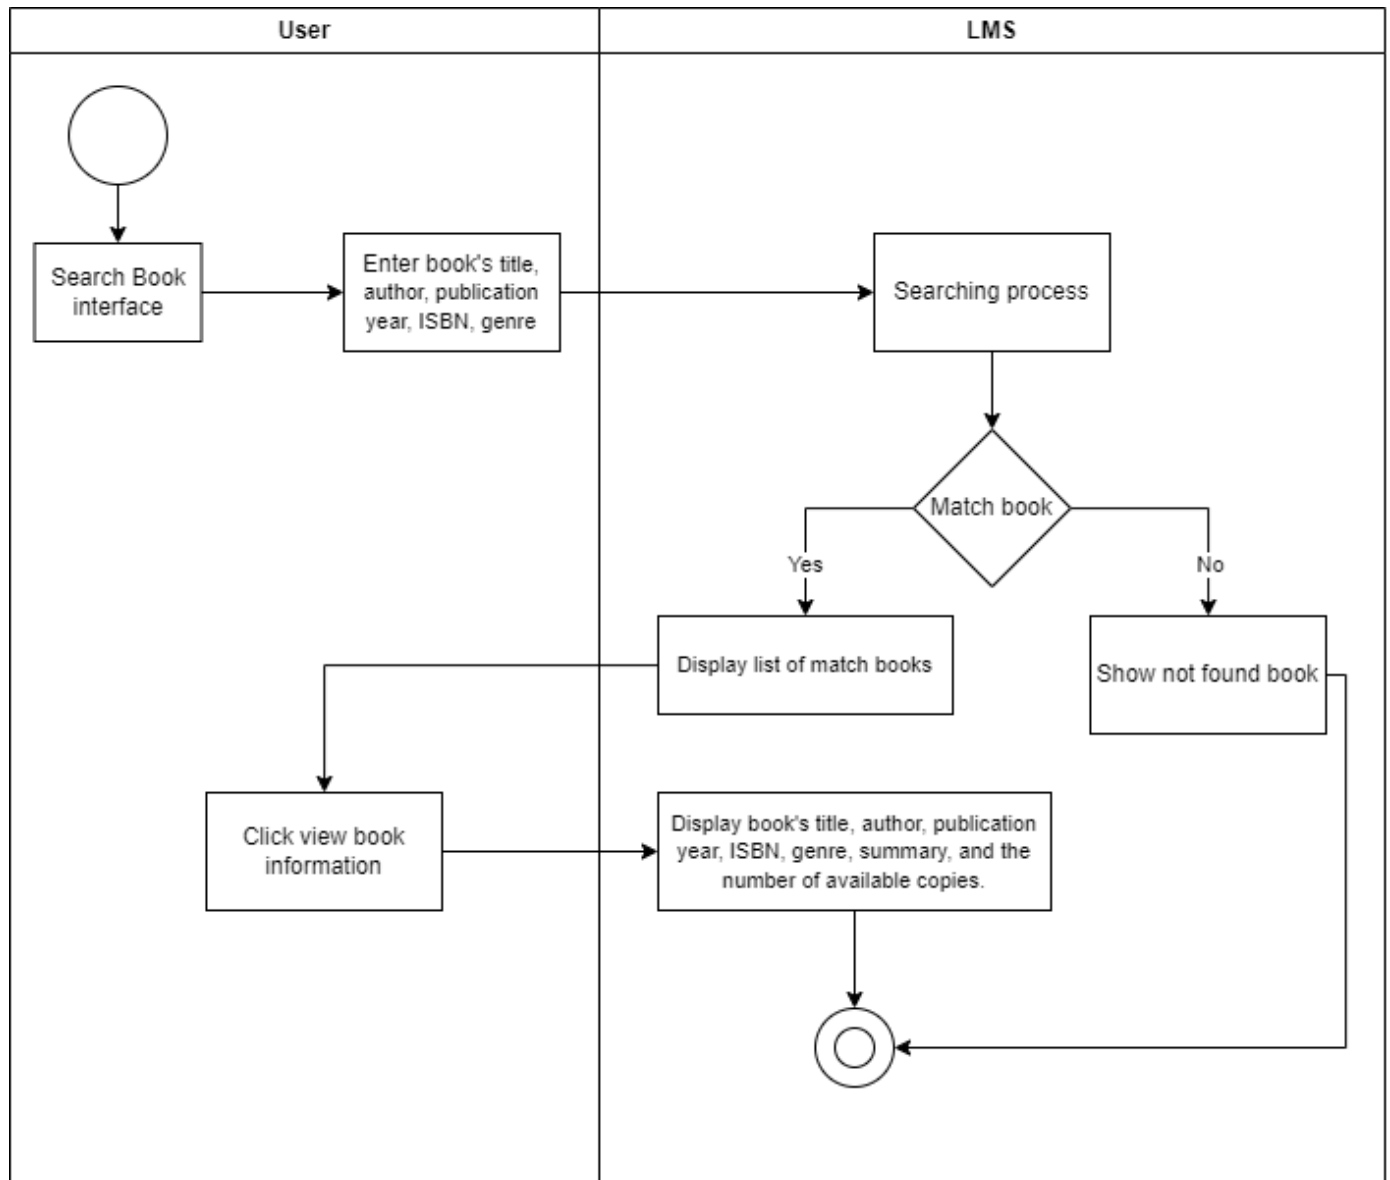 User
LMS
Search Book
interface
Enter book's title,
author, publication
year, ISBN, genre
Searching process
Match book
Yes
No
Display list of match books
Show not found book
Click view book
information
Display book's title, author, publication
year, ISBN, genre, summary, and the
number of available copies.